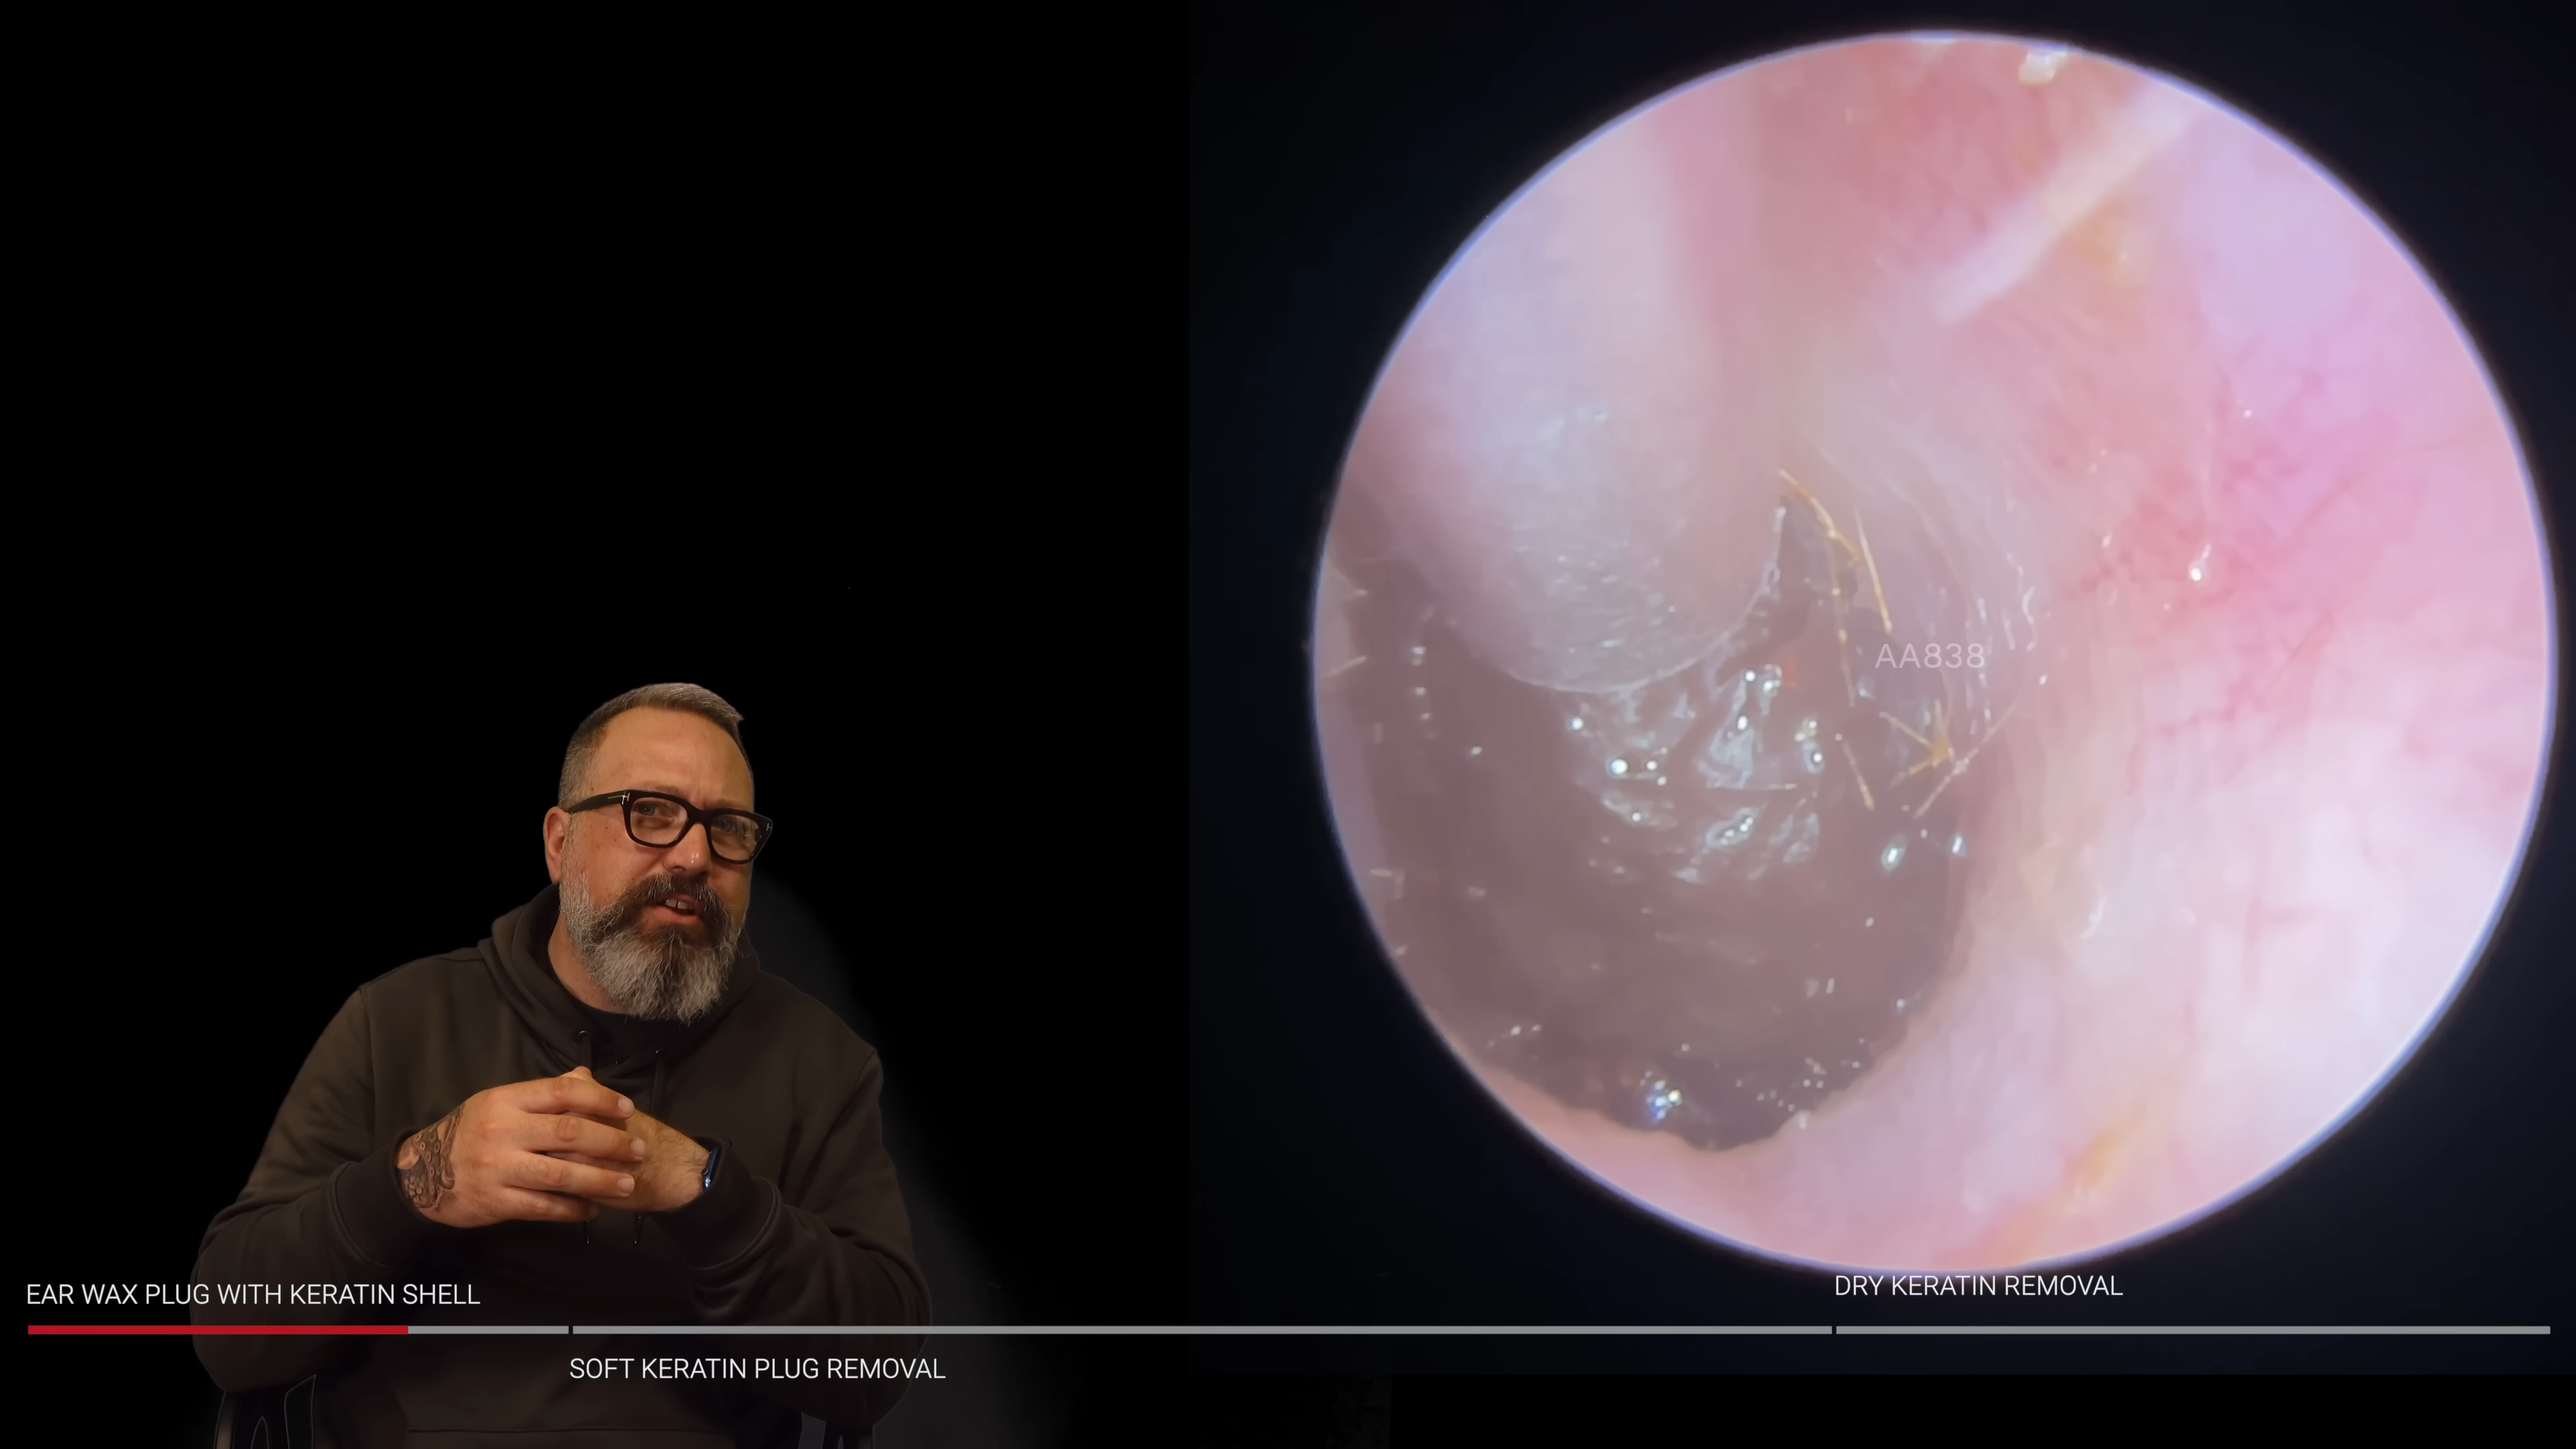 AA838
EAR WAX PLUG WITH KERATIN SHELL
DRY KERATIN REMOVAL
SOFT KERATIN PLUG REMOVAL